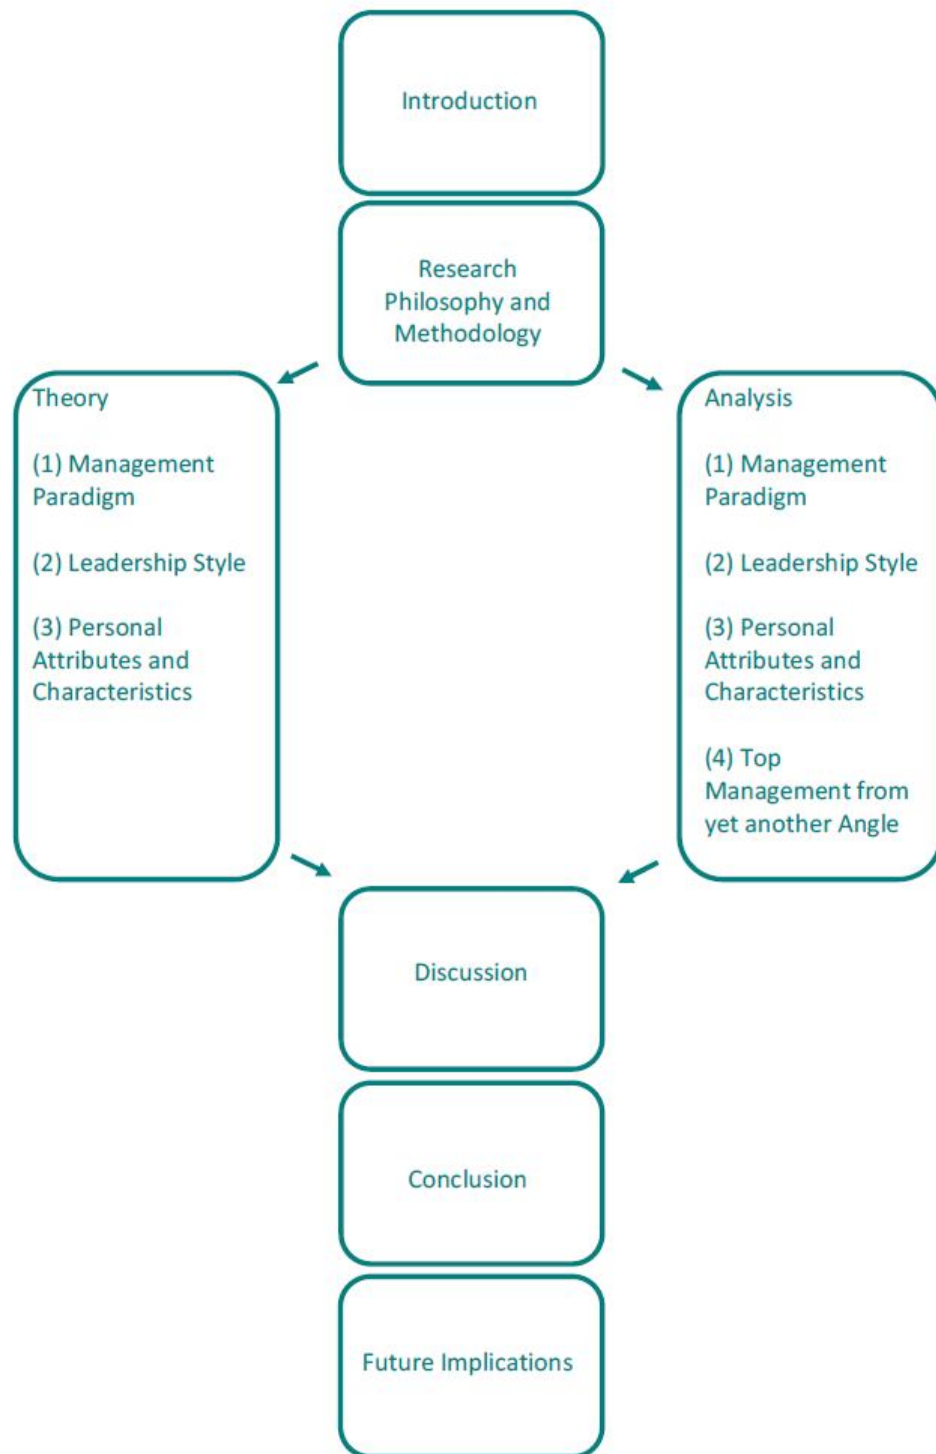 Introduction
Research
Philosophy and
Methodology
Theory
(1) Management
Paradigm
(2) Leadership Style
(3) Personal
Attributes and
Characteristics
Analysis
(1) Management
Paradigm
(2) Leadership Style
(3) Personal
Attributes and
Characteristics
(4) Top
Management from
yet another Angle
Discussion
Conclusion
Future Implications